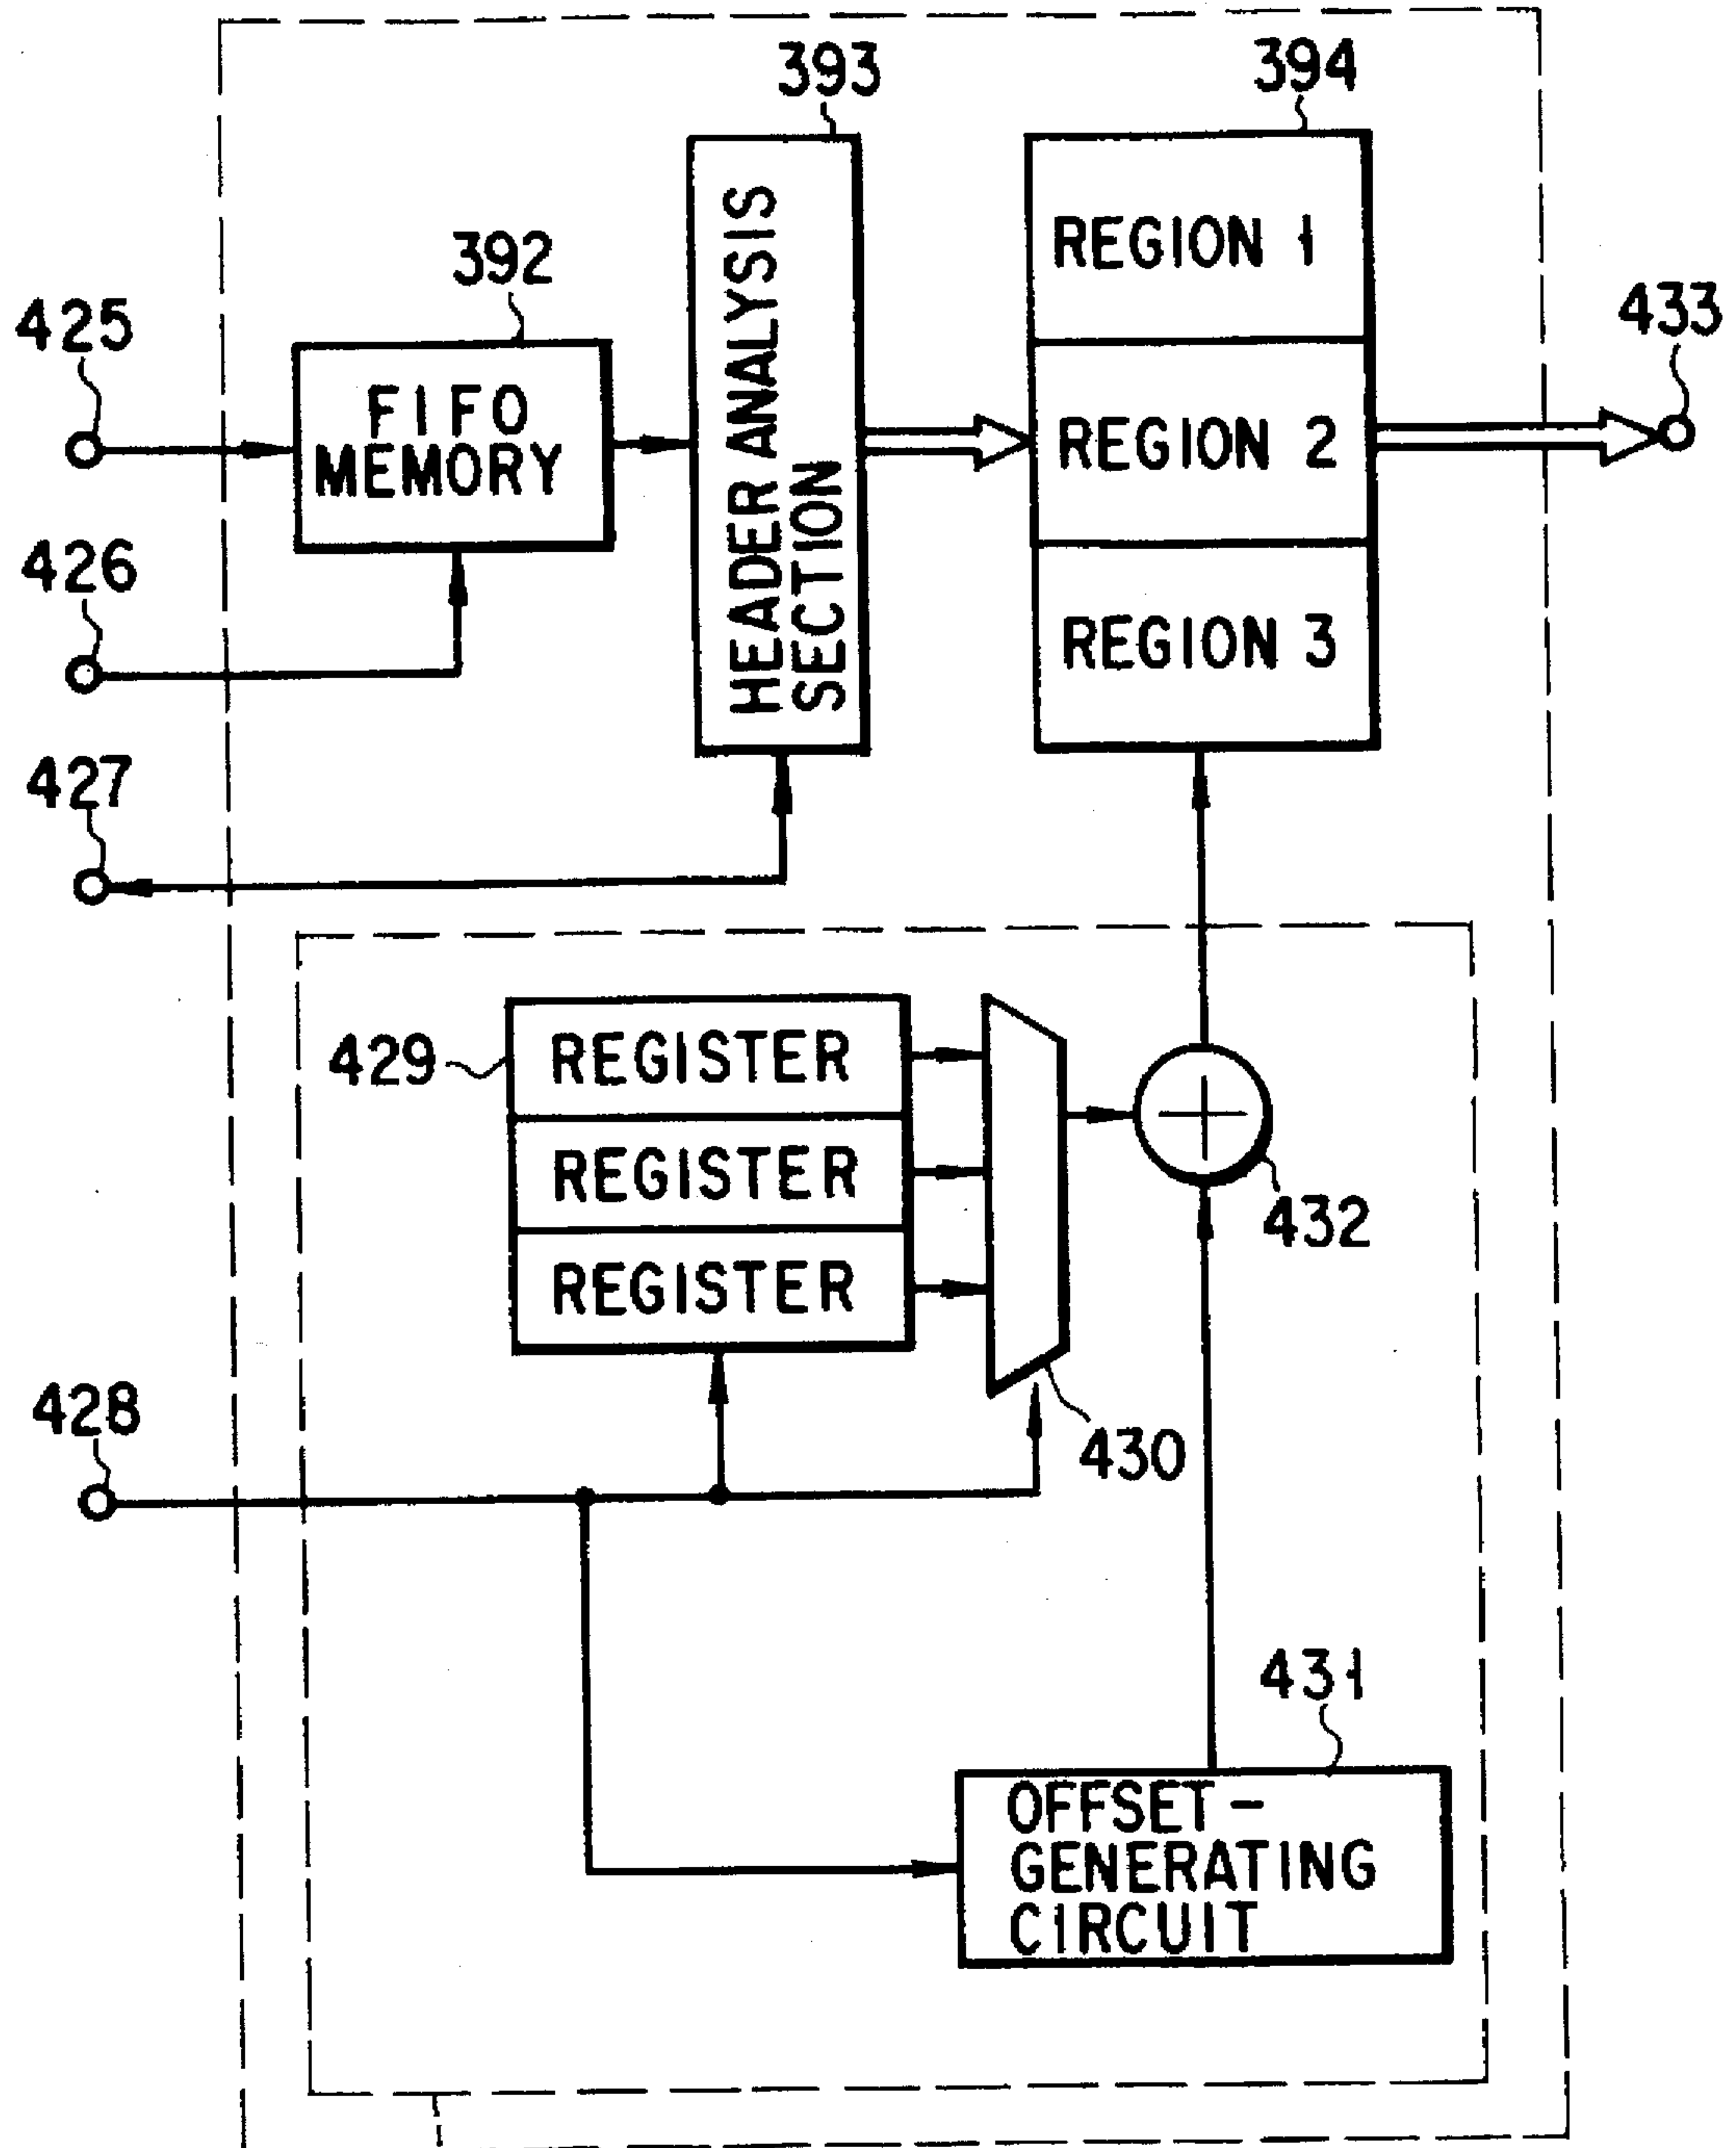 393
394
392
425
433
FIFO
MEMORY
HEADER ANALYSIS
SECTION
REGION 1
REGION 2
REGION 3
426
427
429
REGISTER
REGISTER
REGISTER
432
428
430
431
OFFSET-
GENERATING
CIRCUIT